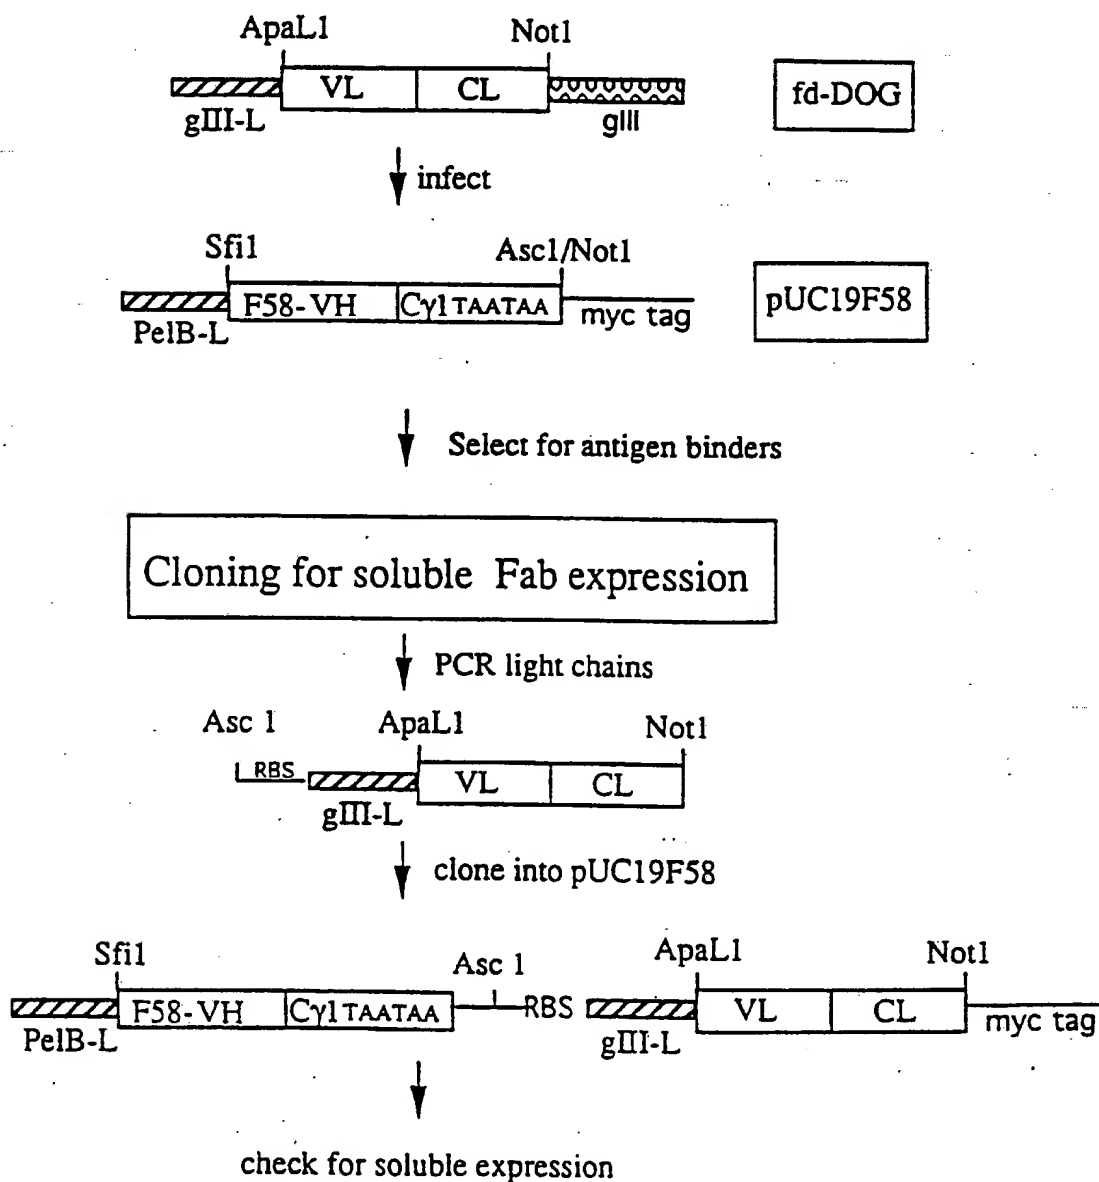 ApaL1 Not1
VL CL
gIII-L gIII
fd-DOG
infect
Sfi1 Asc1/Not1
F58-VH Cγ1 TAATAA
PelB-L myc tag
pUC19F58
Select for antigen binders
Cloning for soluble Fab expression
PCR light chains
Asc 1 ApaL1 Not1
RBS VL CL
gIII-L
clone into pUC19F58
Sfi1 Asc 1 ApaL1 Not1
F58-VH Cγ1 TAATAA RBS VL CL
PelB-L gIII-L myc tag
check for soluble expression